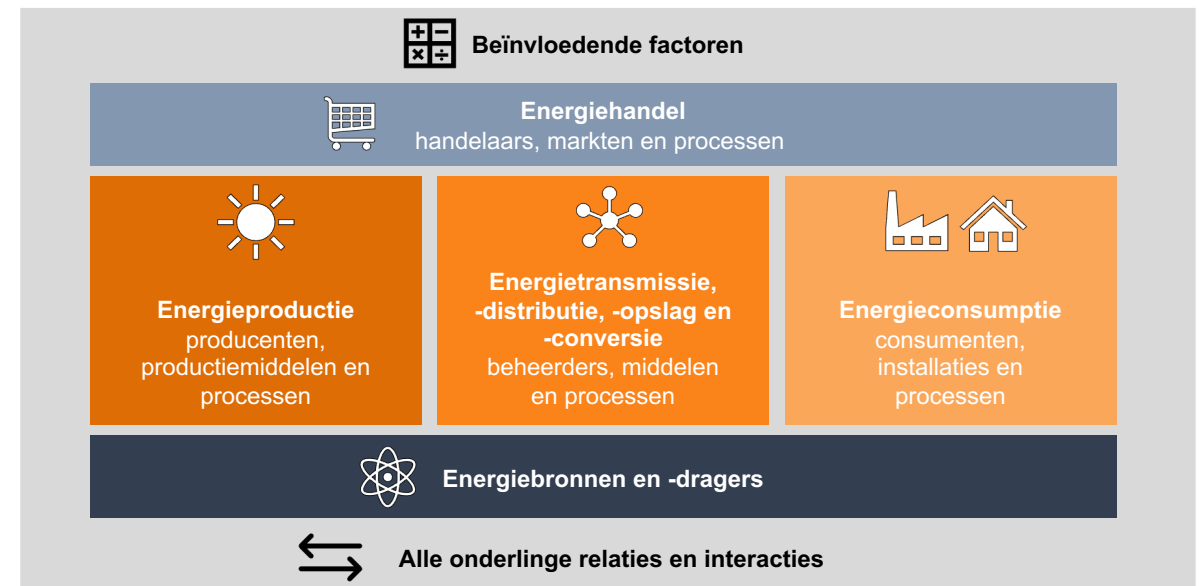 Beïnvloedende factoren
Energiehandel
handelaars, markten en processen
Energieproductie
producenten,
productiemiddelen en
processen
Energietransmissie,
-distributie, -opslag en
-conversie
beheerders, middelen
en processen
Energieconsumptie
consumenten,
installaties en
processen
Energiebronnen en -dragers
Alle onderlinge relaties en interacties